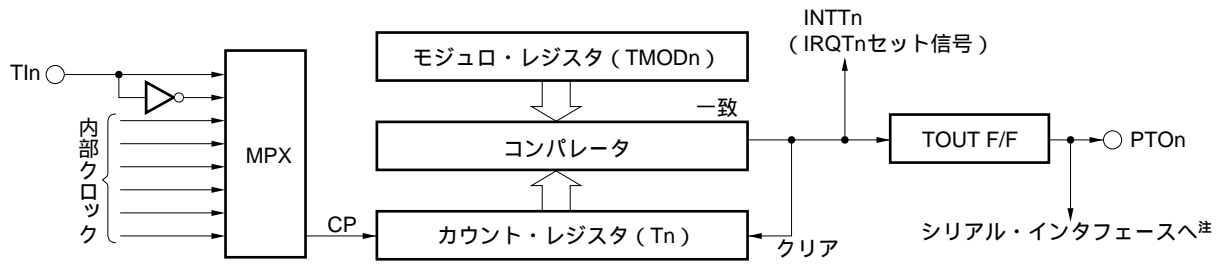 INTTn
（IRQTnセット信号）
TIn
モジュロ・レジスタ（TMODn）
一致
内部クロック
MPX
コンパレータ
TOUT F/F
PTOn
CP
カウント・レジスタ（Tn）
クリア
シリアル・インタフェースへ注